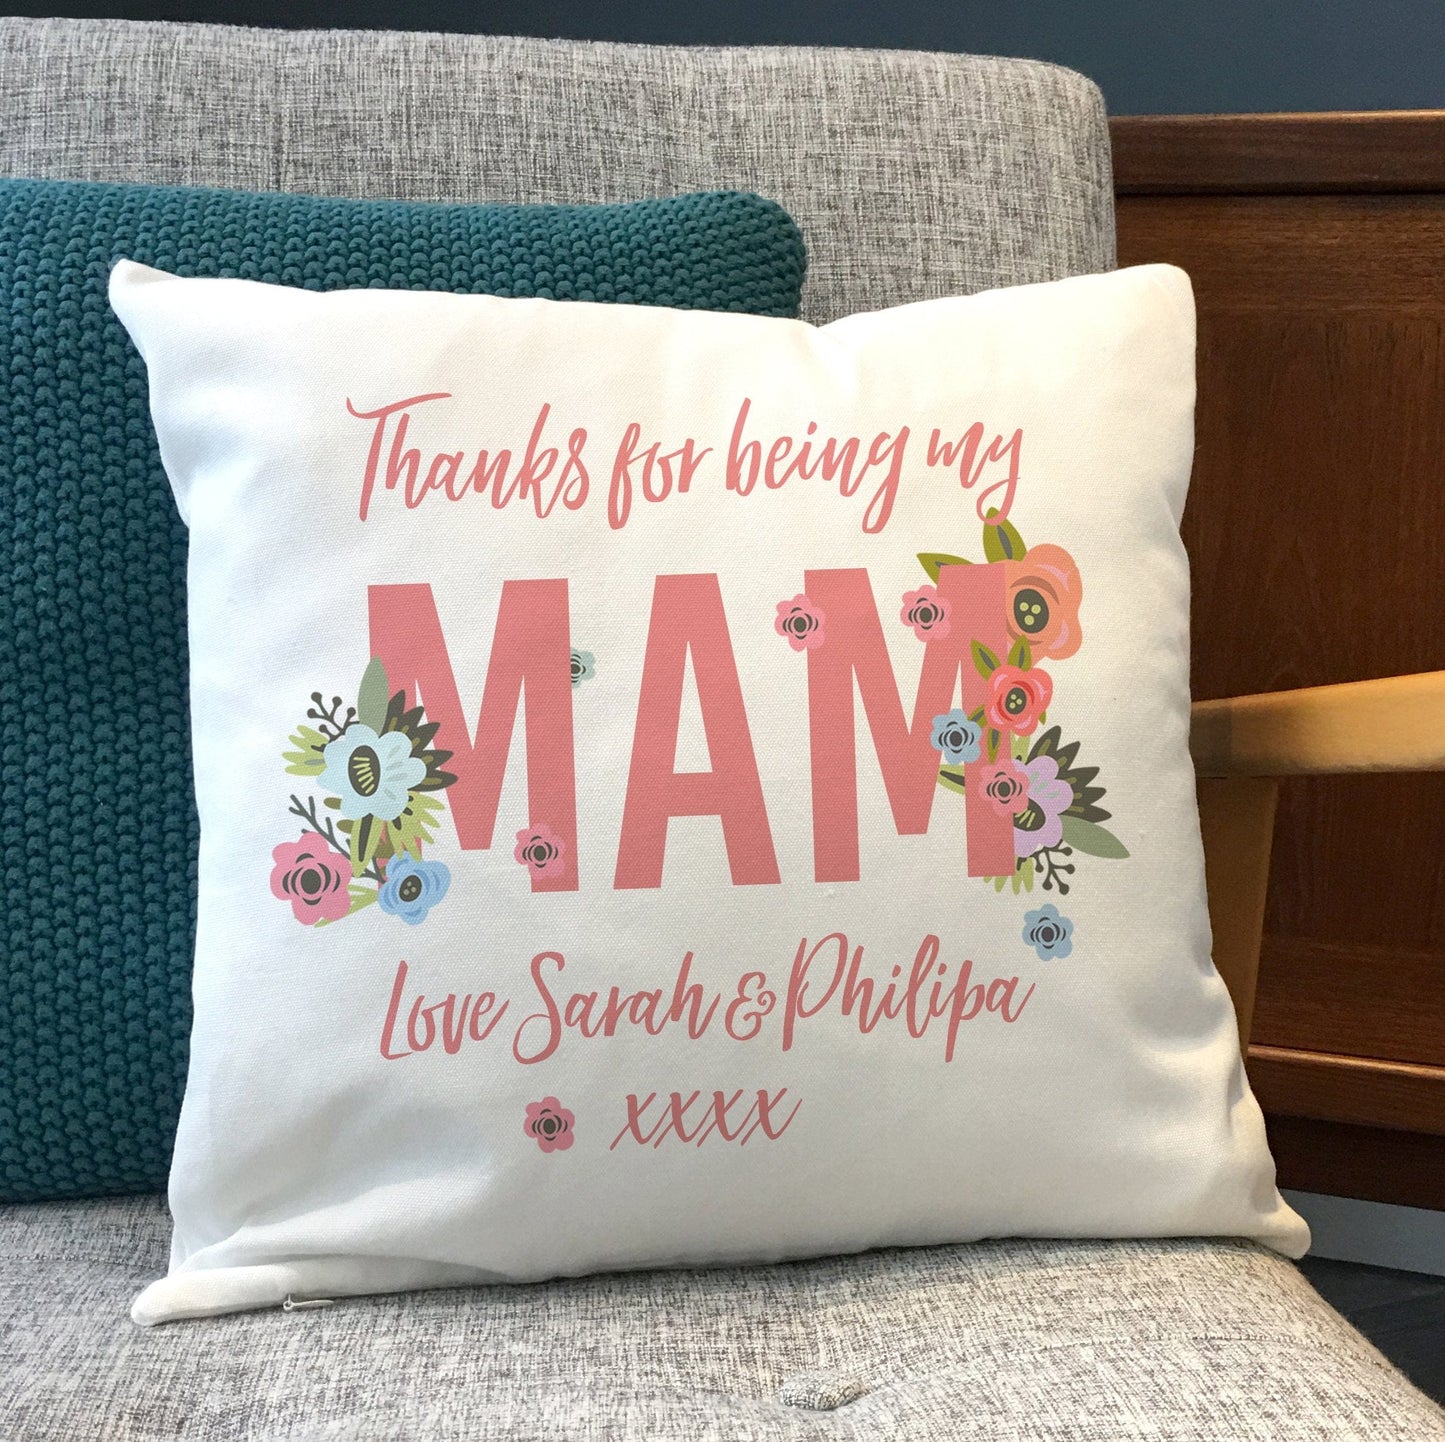 Thanks for being my
MAM
Love Sarah & Philipa
xxxx